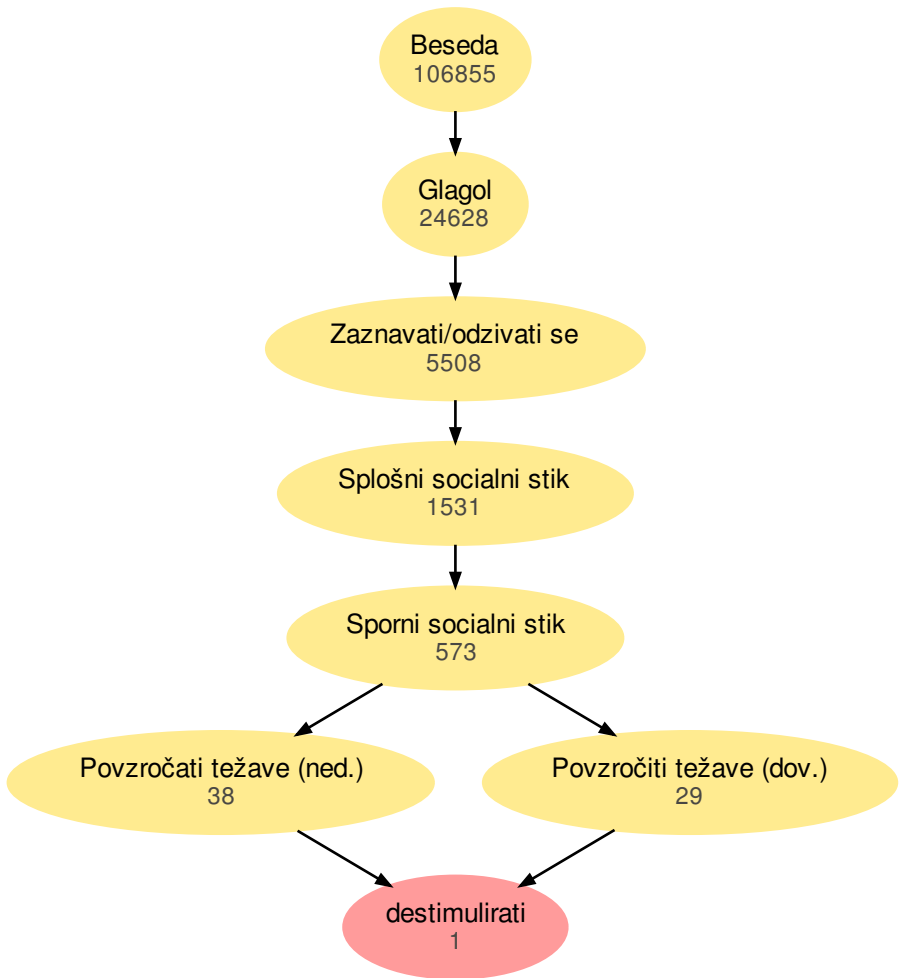 Beseda
106855
Glagol
24628
Zaznavati/odzivati se
5508
Splošni socialni stik
1531
Sporni socialni stik
573
Povzročati težave (ned.)
38
Povzročiti težave (dov.)
29
destimulirati
1